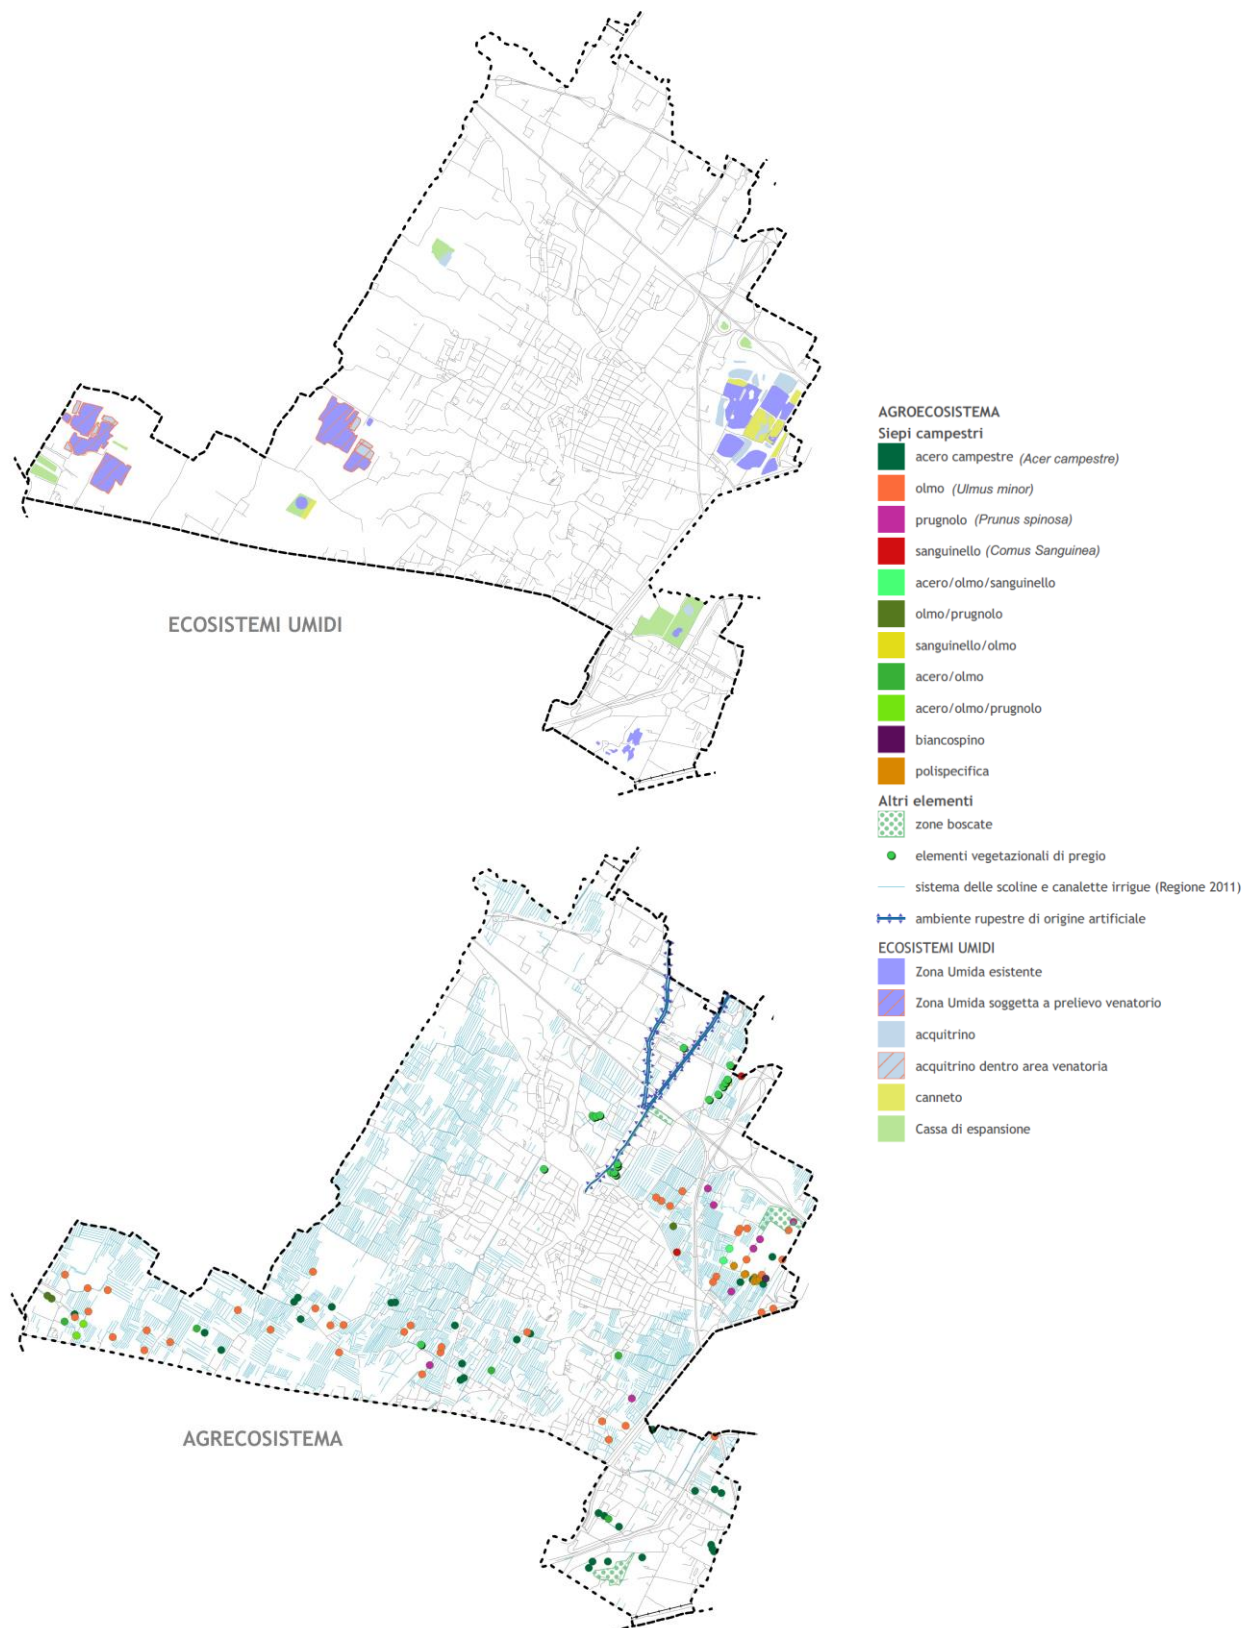 ECOSISTEMI UMIDI
AGROECOSISTEMA
Siepi campestri
acero campestre (Acer campestre)
olmo (Ulmus minor)
prugnolo (Prunus spinosa)
sanguinello (Comus Sanguinea)
acero/olmo/sanguinello
olmo/prugnolo
sanguinello/olmo
acero/olmo
acero/olmo/prugnolo
biancospino
polispecifica
Altri elementi
zone boscate
elementi vegetazionali di pregio
sistema delle scoline e canalette irrigue (Regione 2011)
ambiente rupestre di origine artificiale
ECOSISTEMI UMIDI
Zona Umida esistente
Zona Umida soggetta a prelievo venatorio
acquitrino
acquitrino dentro area venatoria
canneto
Cassa di espansione
AGRECOSISTEMA